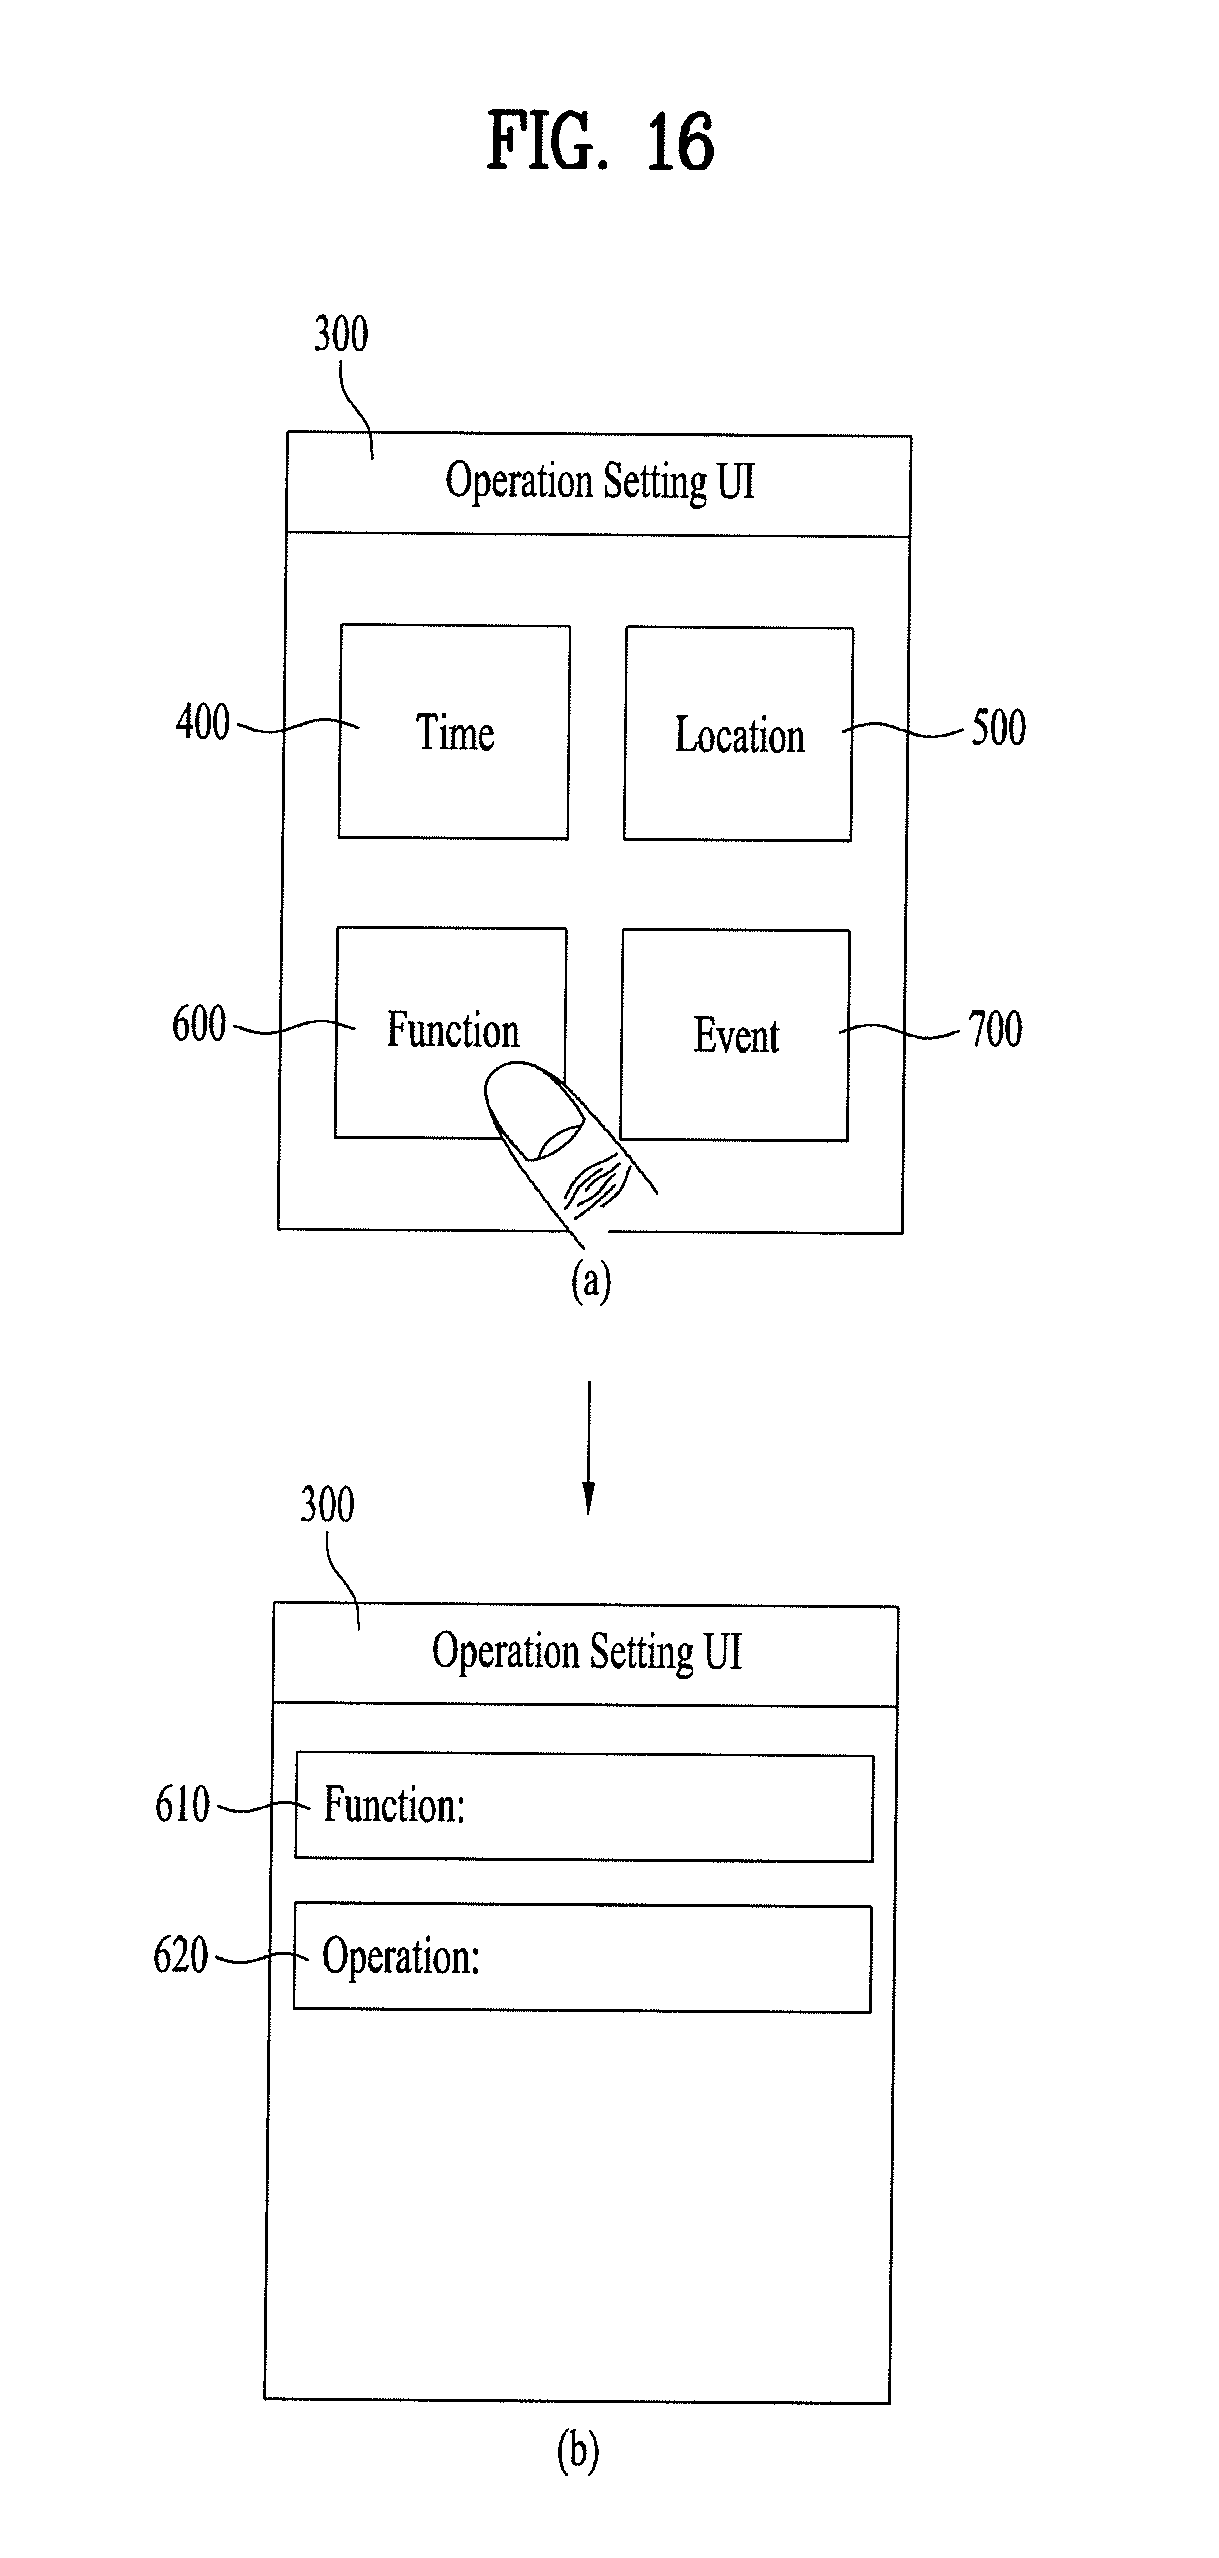 FIG. 16
300
Operation Setting UI
400 Time Location 500
600 Function Event 700
(a)
300
Operation Setting UI
610 Function:
620 Operation:
(b)